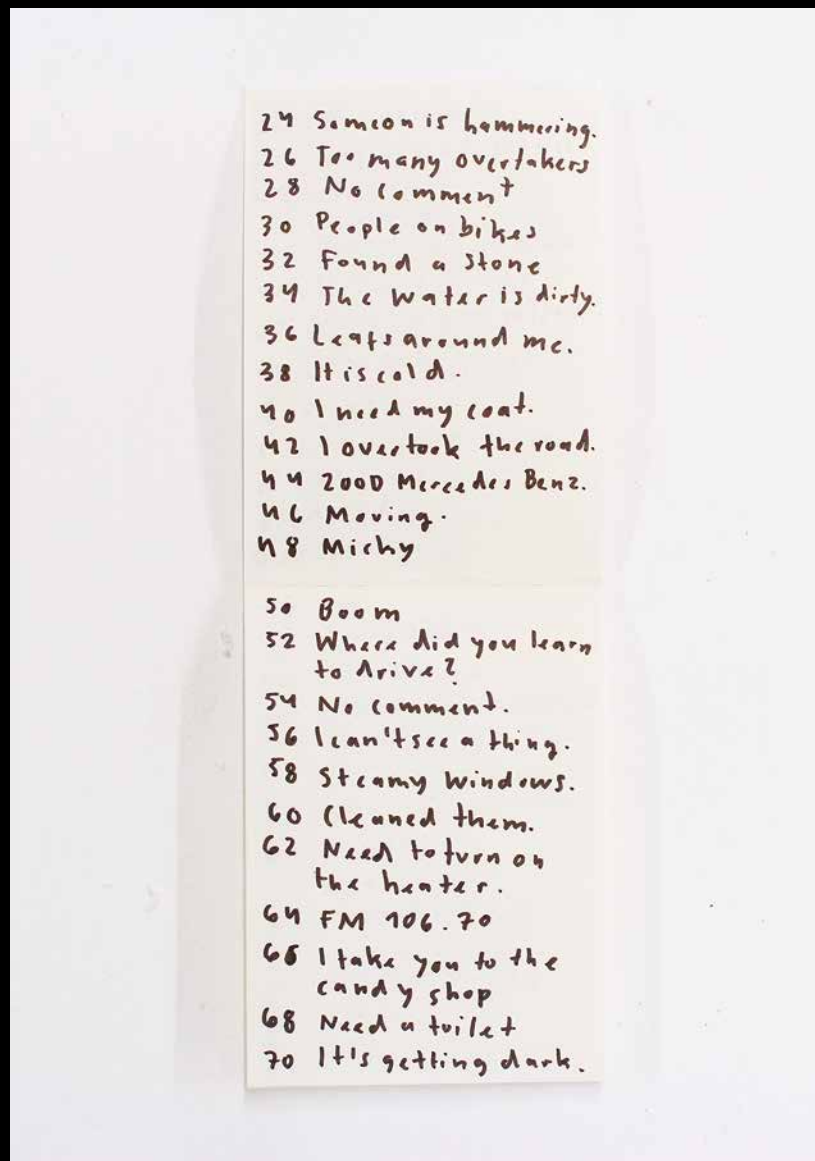 24 Someon is hammering.
26 Too many overtakers
28 No comment
30 People on bikes
32 Found a stone
34 The water is dirty.
36 Leafs around me.
38 It is cold.
40 I need my coat.
42 I overtook the road.
44 200D Mercedes Benz.
46 Moving.
48 Micky
50 Boom
52 Where did you learn
to drive?
54 No comment.
56 I can't see a thing.
58 Steamy windows.
60 Cleaned them.
62 Need to turn on
the heater.
64 FM 106.70
66 I take you to the
candy shop
68 Need a toilet
70 It's getting dark.